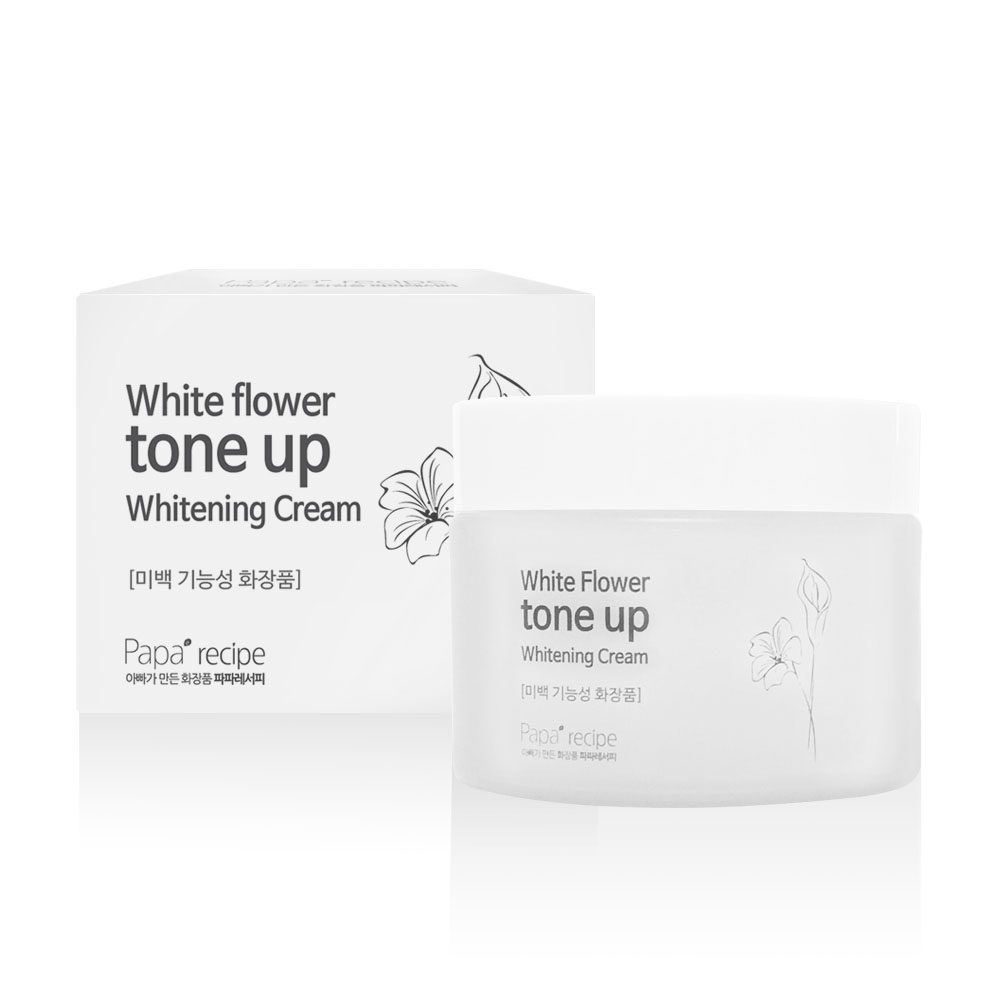 White flower
tone up
Whitening Cream
[미백 기능성 화장품]
Papa recipe
아빠가 만든 화장품 파파레서피
White Flower
tone up
Whitening Cream
[미백 기능성 화장품]
Papa recipe
아빠가 만든 화장품 파파레서피